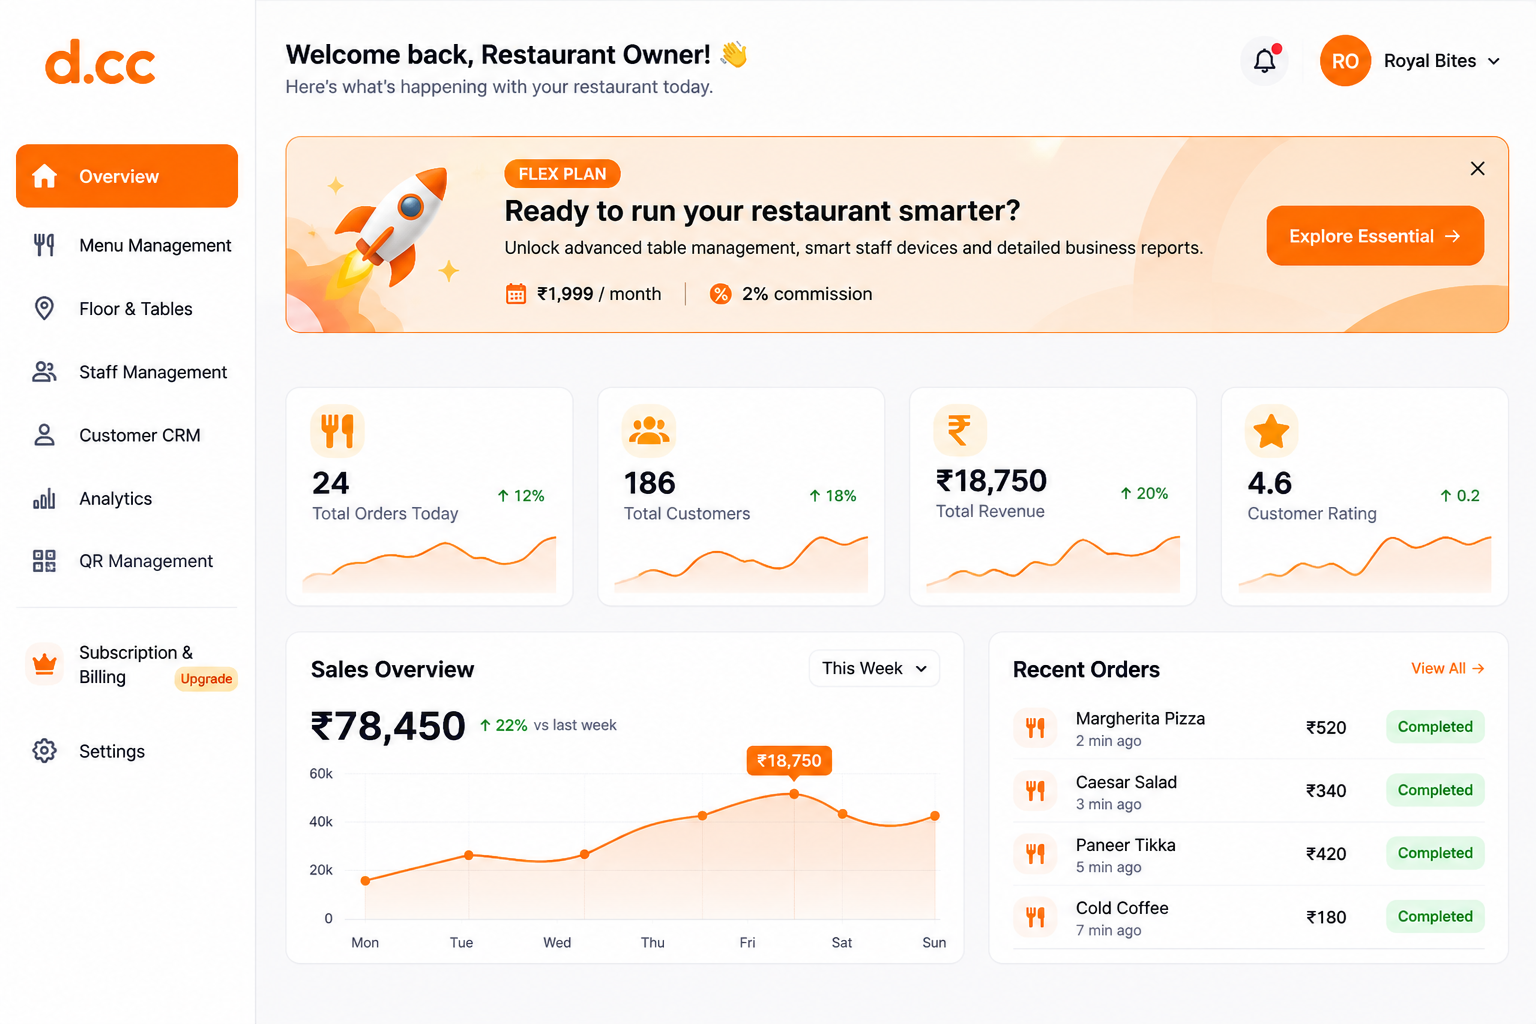 d.cc
Overview
Menu Management
Floor & Tables
Staff Management
Customer CRM
Analytics
QR Management
Subscription &
Billing
Upgrade
Settings
Welcome back, Restaurant Owner! 👋
Here's what's happening with your restaurant today.
RO
Royal Bites
FLEX PLAN
Ready to run your restaurant smarter?
Unlock advanced table management, smart staff devices and detailed business reports.
₹1,999 / month
% 2% commission
Explore Essential →
24
Total Orders Today
↑ 12%
186
Total Customers
↑ 18%
₹
₹18,750
Total Revenue
↑ 20%
4.6
Customer Rating
↑ 0.2
Sales Overview
This Week
₹78,450
↑ 22% vs last week
₹18,750
60k
40k
20k
0
Mon Tue Wed Thu Fri Sat Sun
Recent Orders
View All →
Margherita Pizza
2 min ago
₹520
Completed
Caesar Salad
3 min ago
₹340
Completed
Paneer Tikka
5 min ago
₹420
Completed
Cold Coffee
7 min ago
₹180
Completed